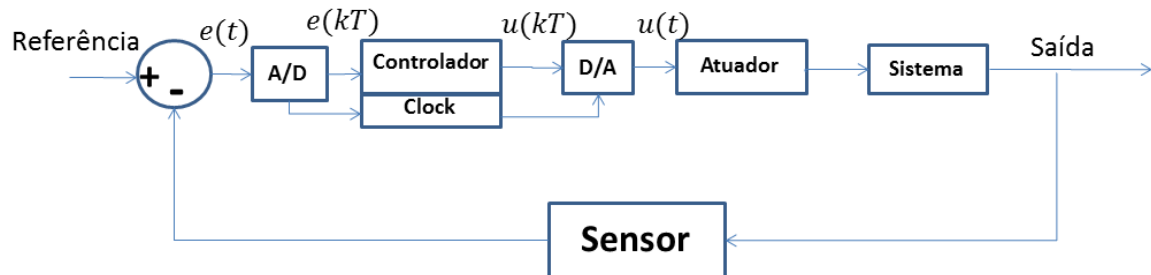 Referência
e(t)
e(kT)
u(kT)
u(t)
Saída
+
-
A/D
Controlador
Clock
D/A
Atuador
Sistema
Sensor